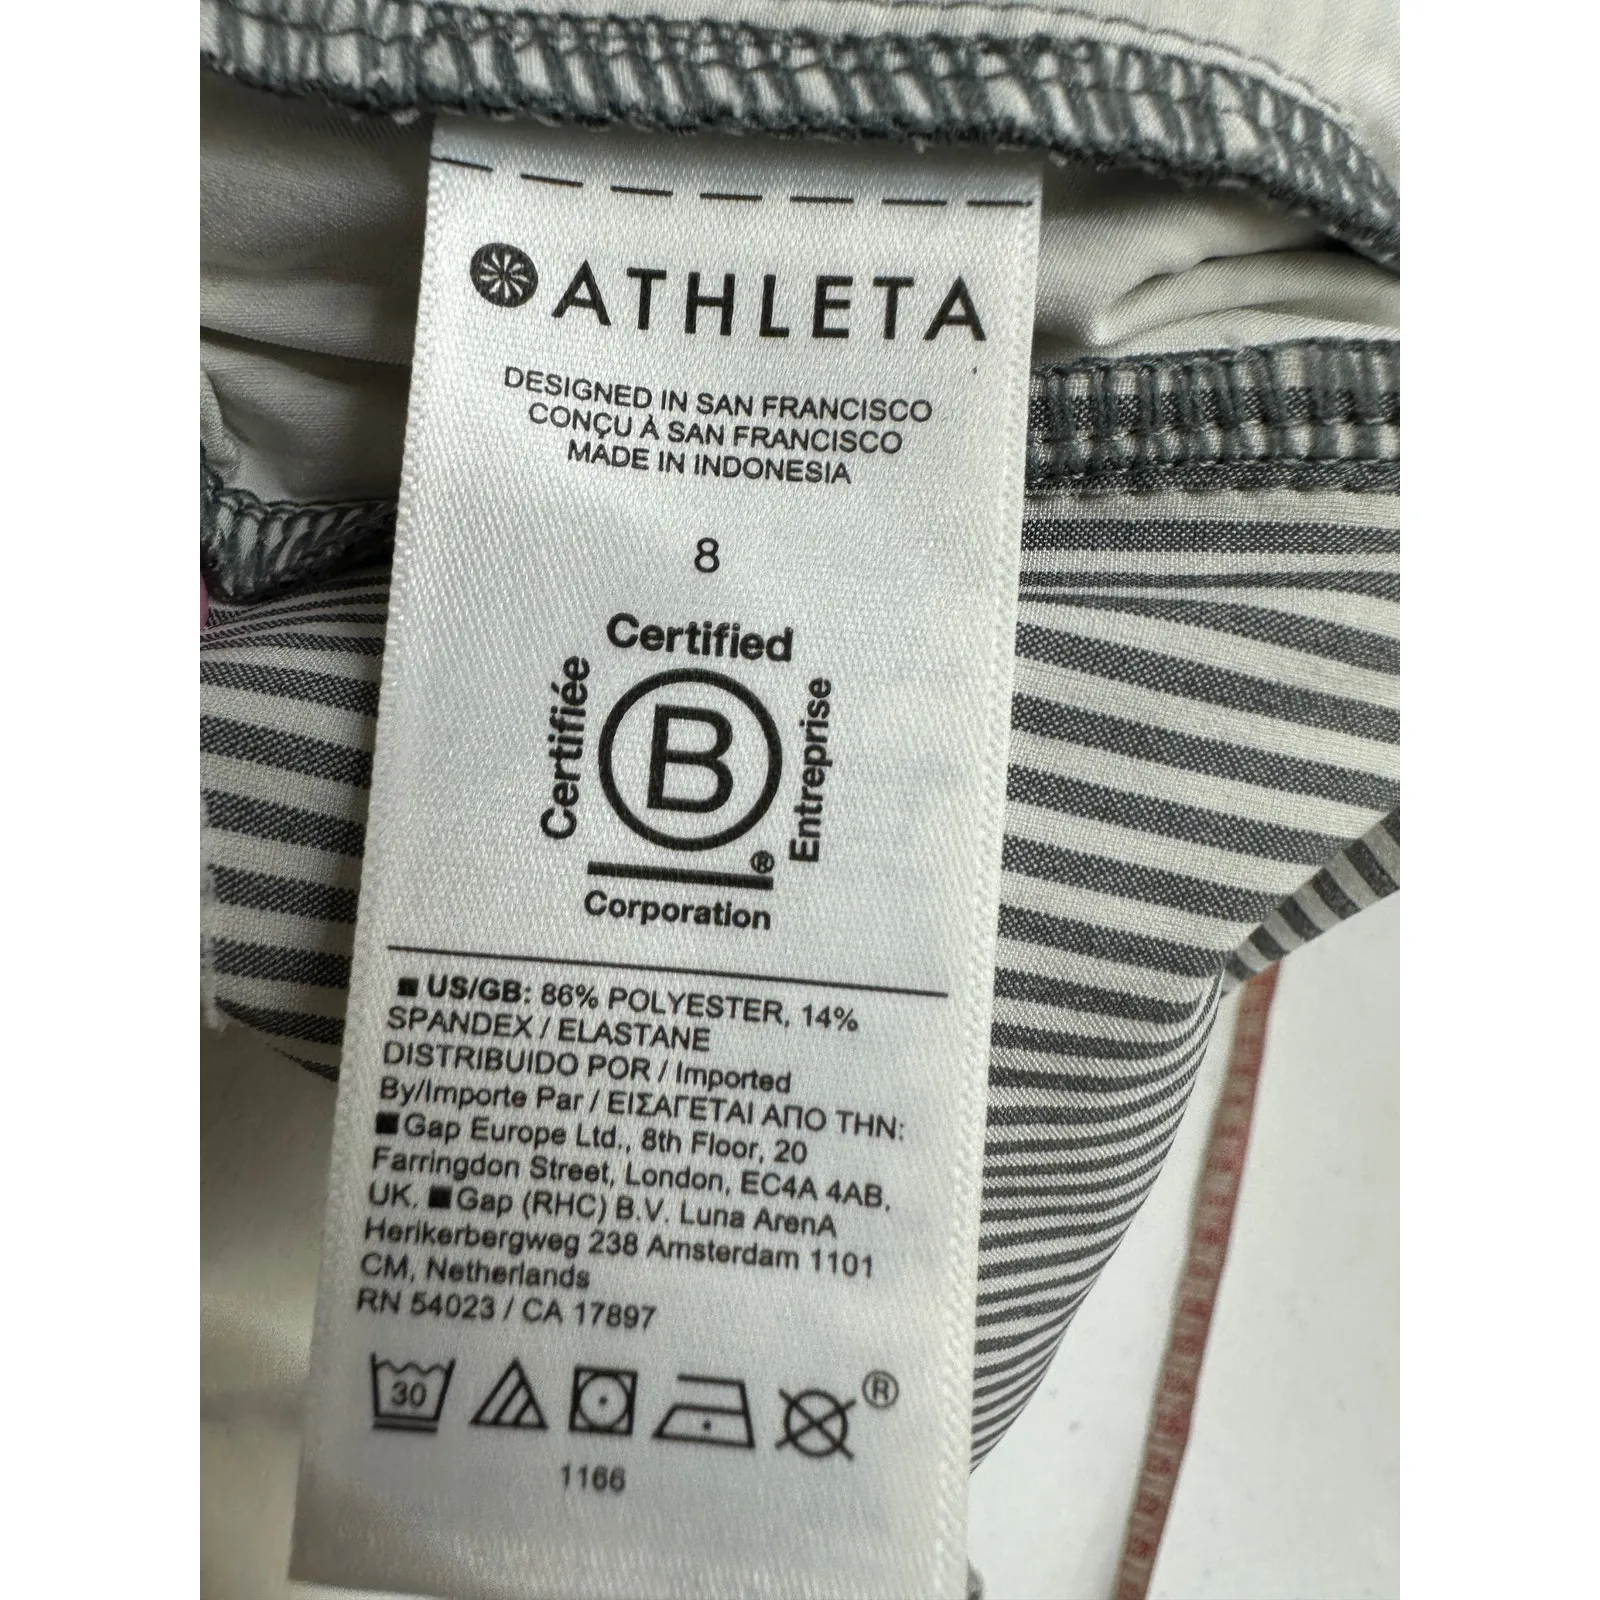 ATHLETA
DESIGNED IN SAN FRANCISCO
CONÇU À SAN FRANCISCO
MADE IN INDONESIA
8
Certified
Certifiée
B
Entreprise
®
Corporation
US/GB: 86% POLYESTER, 14%
SPANDEX / ELASTANE
DISTRIBUIDO POR / Imported
By/Importe Par / ΕΙΣΑΓΕΤΑΙ ΑΠΟ ΤΗΝ:
Gap Europe Ltd., 8th Floor, 20
Farringdon Street, London, EC4A 4AB,
UK. Gap (RHC) B.V. Luna ArenA
Herikerbergweg 238 Amsterdam 1101
CM, Netherlands
RN 54023 / CA 17897
30
®
1166